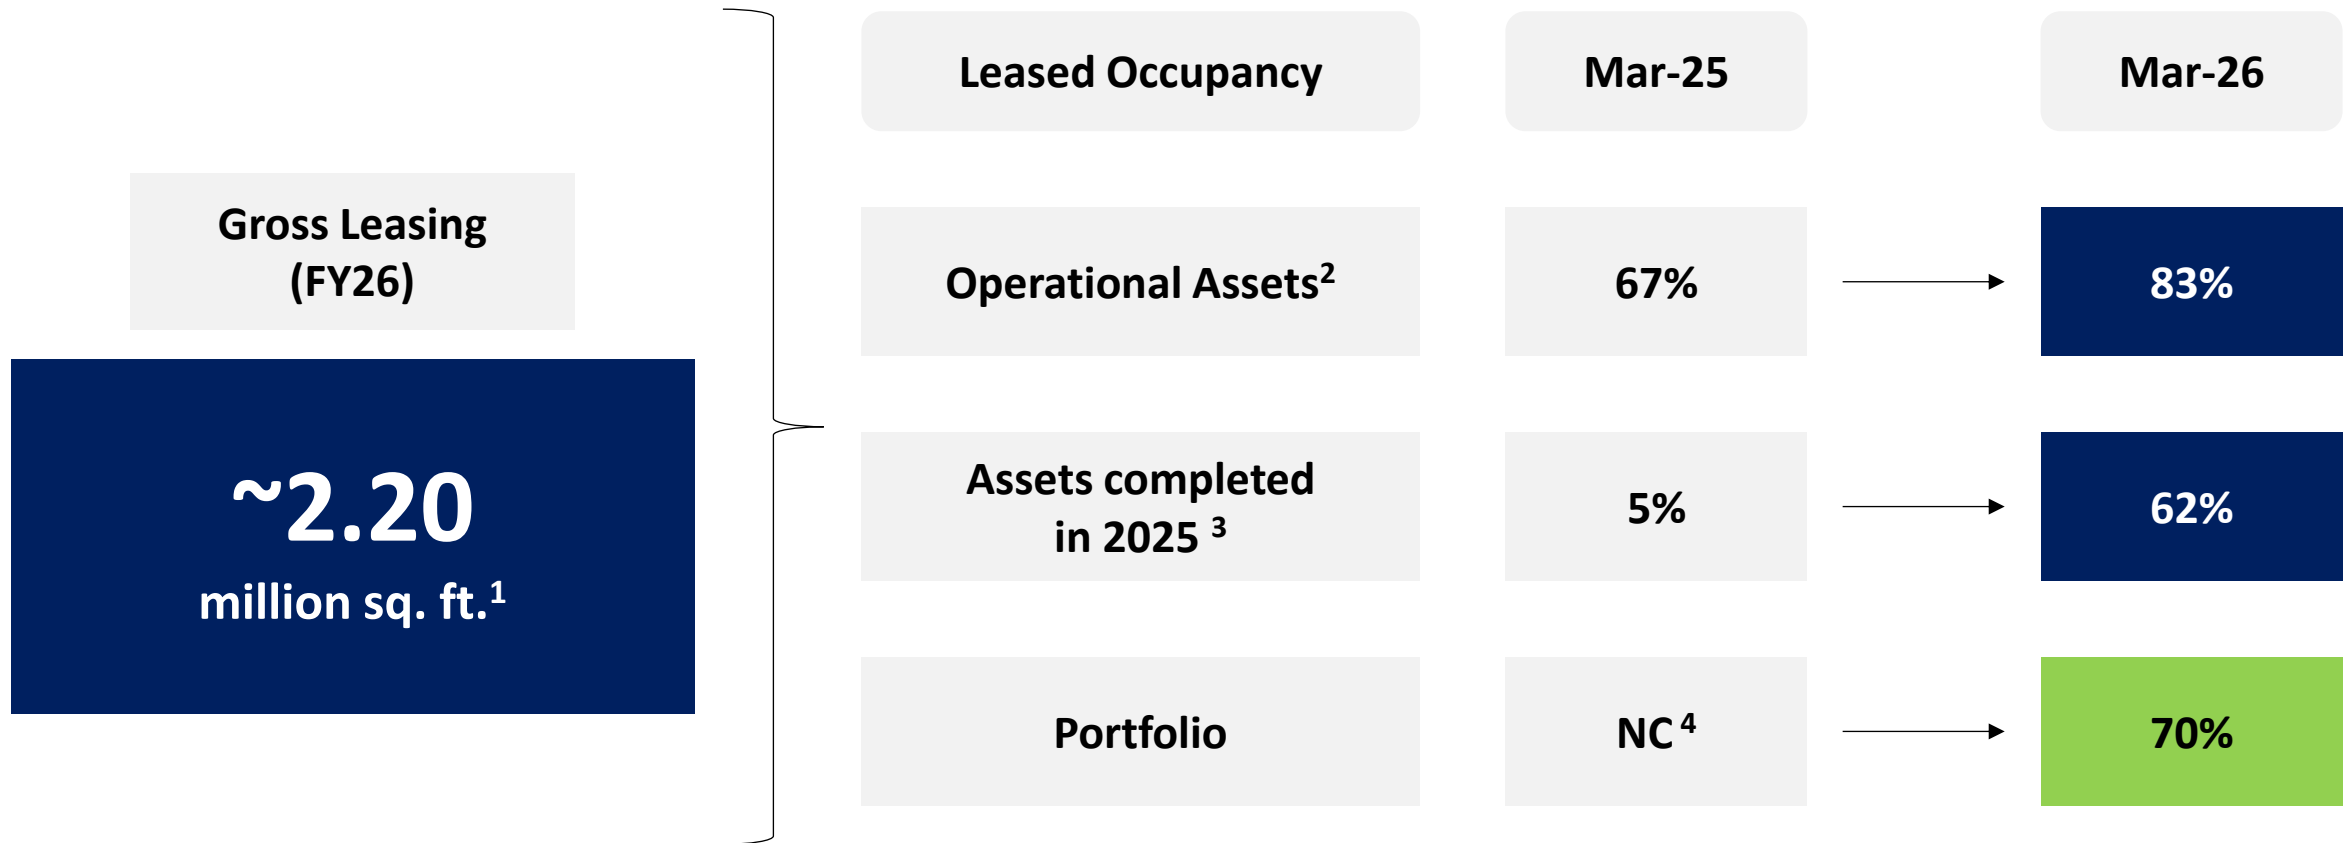 Gross Leasing
(FY26)
~2.20
million sq. ft.¹
Leased Occupancy Mar-25 Mar-26
Operational Assets² 67% 83%
Assets completed
in 2025 ³ 5% 62%
Portfolio NC ⁴ 70%